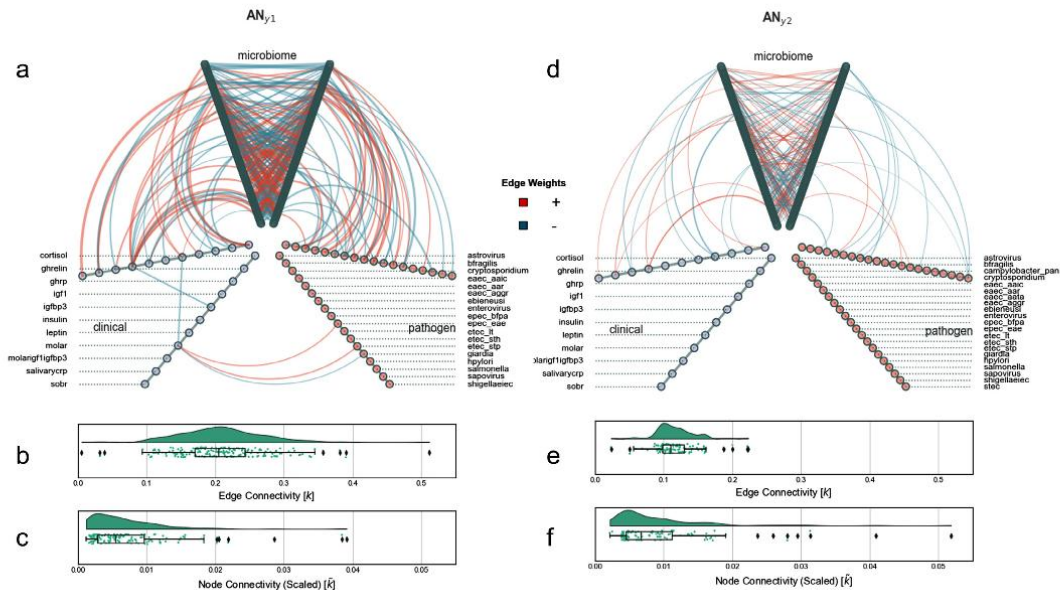 AN_y1
AN_y2
a
microbiome
d
microbiome
Edge Weights
+
-
cortisol
ghrelin
ghrp
igf1
igfbp3
insulin
leptin
molar
molarigf1igfbp3
salivarycrp
sobr
clinical
pathogen
astrovirus
bfragilis
cryptosporidium
eaec_aaic
eaec_aar
eaec_aggr
ebieneusi
enterovirus
epec_bfpa
epec_eae
etec_lt
etec_sth
etec_stp
giardia
hpylori
salmonella
sapovirus
shigellaeiec
cortisol
ghrelin
ghrp
igf1
igfbp3
insulin
leptin
molar
olarigf1igfbp3
salivarycrp
sobr
clinical
pathogen
astrovirus
bfragilis
campylobacter_pan
cryptosporidium
eaec_aaic
eaec_aar
eaec_aata
eaec_aggr
ebieneusi
enterovirus
epec_bfpa
epec_eae
etec_lt
etec_sth
etec_stp
giardia
hpylori
salmonella
sapovirus
shigellaeiec
stec
b
0.0 0.1 0.2 0.3 0.4 0.5
Edge Connectivity [k]
e
0.0 0.1 0.2 0.3 0.4 0.5
Edge Connectivity [k]
c
0.00 0.01 0.02 0.03 0.04 0.05
Node Connectivity (Scaled) [k̃]
f
0.00 0.01 0.02 0.03 0.04 0.05
Node Connectivity (Scaled) [k̃]